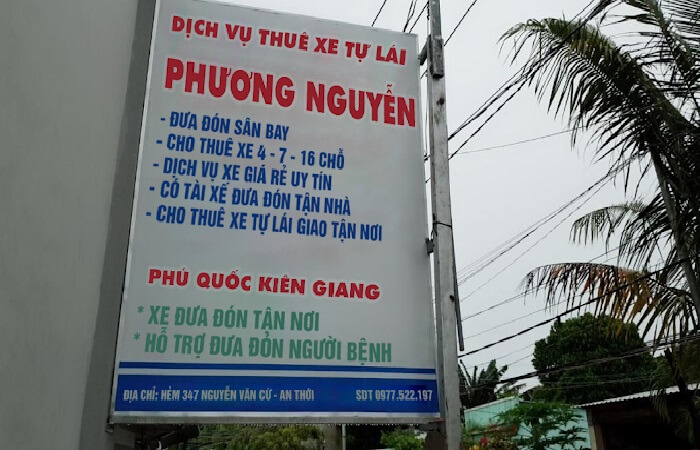 DỊCH VỤ THUÊ XE TỰ LÁI
PHƯƠNG NGUYỄN
- ĐƯA ĐÓN SÂN BAY
- CHO THUÊ XE 4 - 7 - 16 CHỖ
- DỊCH VỤ XE GIÁ RẺ UY TÍN
- CÓ TÀI XẾ ĐƯA ĐÓN TẬN NHÀ
- CHO THUÊ XE TỰ LÁI GIAO TẬN NƠI
PHÚ QUỐC KIÊN GIANG
* XE ĐƯA ĐÓN TẬN NƠI
* HỖ TRỢ ĐƯA ĐÓN NGƯỜI BỆNH
ĐỊA CHỈ: HẺM 347 NGUYỄN VĂN CỪ - AN THỚI SĐT 0977.522.197